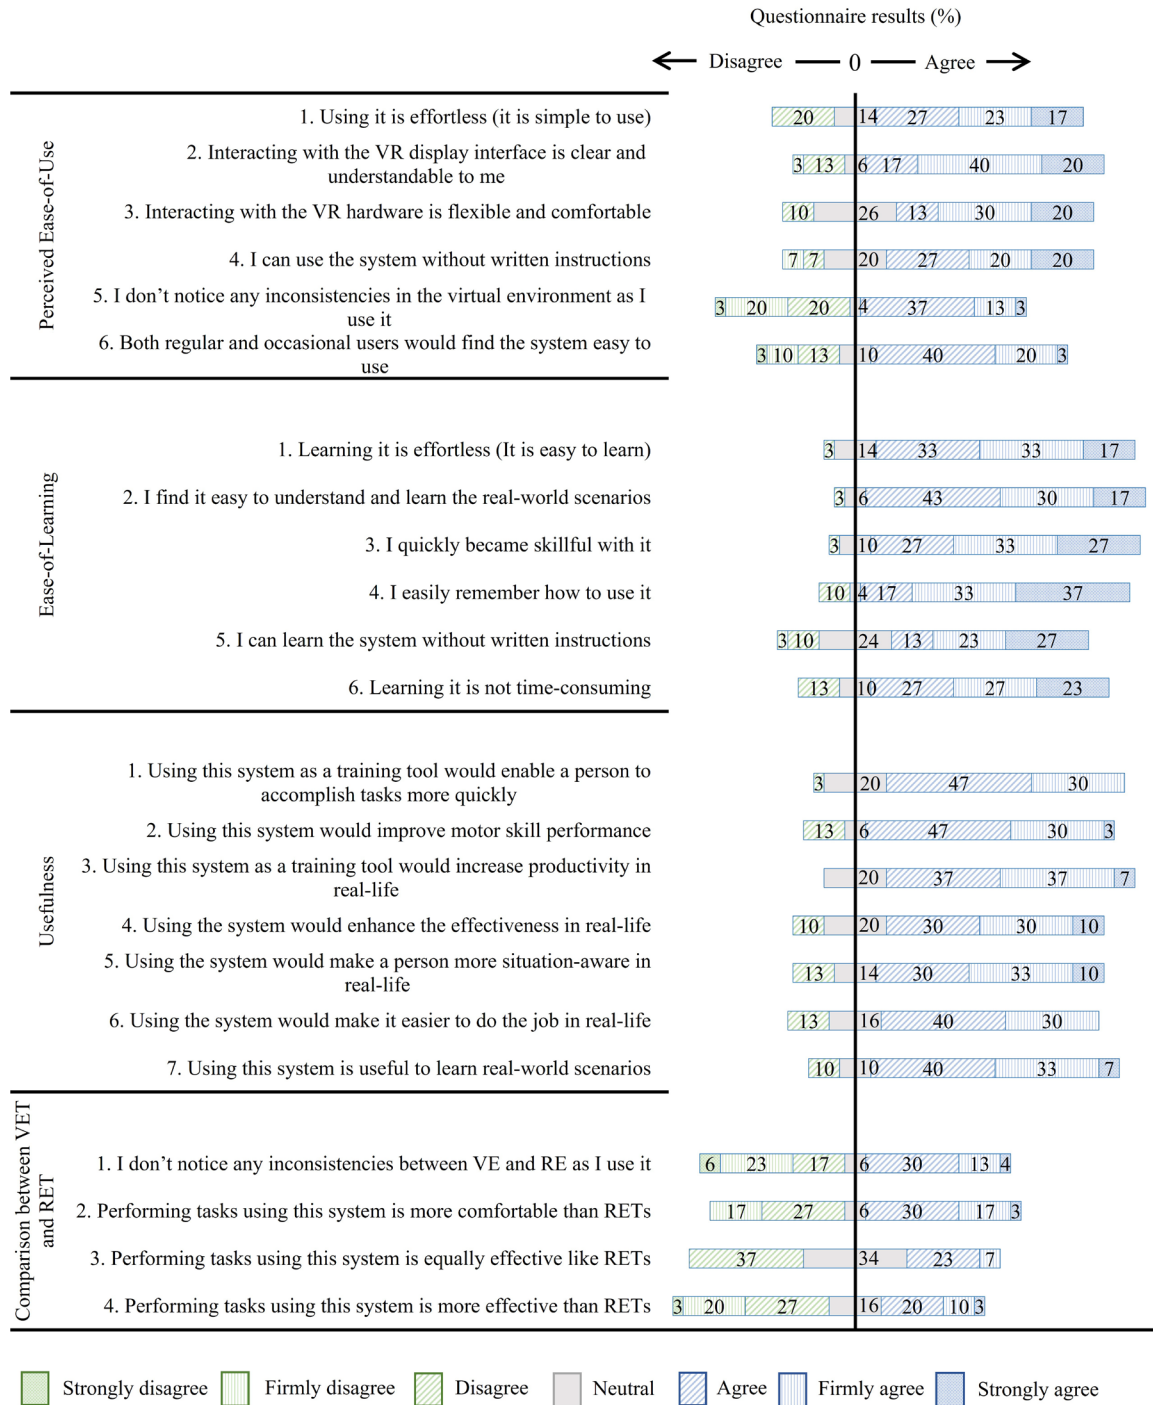 Questionnaire results (%)
Disagree 0 Agree
Perceived Ease-of-Use
1. Using it is effortless (it is simple to use)
20 14 27 23 17
2. Interacting with the VR display interface is clear and
understandable to me
3 13 6 17 40 20
3. Interacting with the VR hardware is flexible and comfortable
10 26 13 30 20
4. I can use the system without written instructions
7 7 20 27 20 20
5. I don't notice any inconsistencies in the virtual environment as I
use it
3 20 20 4 37 13 3
6. Both regular and occasional users would find the system easy to
use
3 10 13 10 40 20 3
Ease-of-Learning
1. Learning it is effortless (It is easy to learn)
3 14 33 33 17
2. I find it easy to understand and learn the real-world scenarios
3 6 43 30 17
3. I quickly became skillful with it
3 10 27 33 27
4. I easily remember how to use it
10 4 17 33 37
5. I can learn the system without written instructions
3 10 24 13 23 27
6. Learning it is not time-consuming
13 10 27 27 23
Usefulness
1. Using this system as a training tool would enable a person to
accomplish tasks more quickly
3 20 47 30
2. Using this system would improve motor skill performance
13 6 47 30 3
3. Using this system as a training tool would increase productivity in
real-life
20 37 37 7
4. Using the system would enhance the effectiveness in real-life
10 20 30 30 10
5. Using the system would make a person more situation-aware in
real-life
13 14 30 33 10
6. Using the system would make it easier to do the job in real-life
13 16 40 30
7. Using this system is useful to learn real-world scenarios
10 10 40 33 7
Comparison between VET
and RET
1. I don't notice any inconsistencies between VE and RE as I use it
6 23 17 6 30 13 4
2. Performing tasks using this system is more comfortable than RETs
17 27 6 30 17 3
3. Performing tasks using this system is equally effective like RETs
37 34 23 7
4. Performing tasks using this system is more effective than RETs
3 20 27 16 20 10 3
Strongly disagree Firmly disagree Disagree Neutral Agree Firmly agree Strongly agree